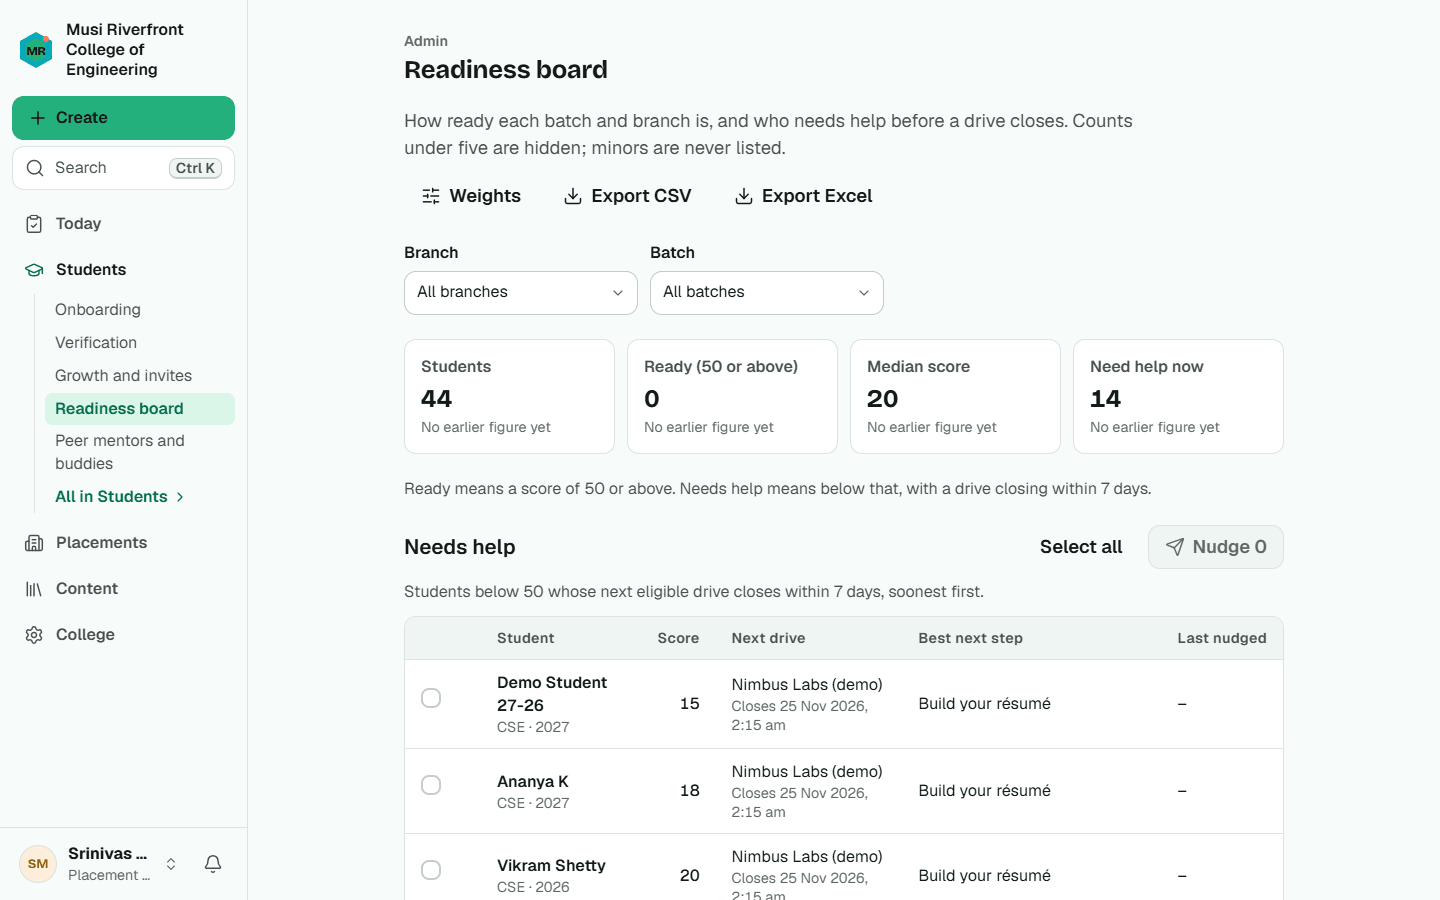 MR
Musi Riverfront
College of
Engineering
Create
Search
Ctrl K
Today
Students
Onboarding
Verification
Growth and invites
Readiness board
Peer mentors and
buddies
All in Students
Placements
Content
College
SM
Srinivas ...
Placement ...
Admin
Readiness board
How ready each batch and branch is, and who needs help before a drive closes. Counts
under five are hidden; minors are never listed.
Weights
Export CSV
Export Excel
Branch
Batch
All branches
All batches
Students
44
No earlier figure yet
Ready (50 or above)
0
No earlier figure yet
Median score
20
No earlier figure yet
Need help now
14
No earlier figure yet
Ready means a score of 50 or above. Needs help means below that, with a drive closing within 7 days.
Needs help
Select all
Nudge 0
Students below 50 whose next eligible drive closes within 7 days, soonest first.
Student
Score
Next drive
Best next step
Last nudged
Demo Student
27-26
CSE · 2027
15
Nimbus Labs (demo)
Closes 25 Nov 2026,
2:15 am
Build your résumé
–
Ananya K
CSE · 2027
18
Nimbus Labs (demo)
Closes 25 Nov 2026,
2:15 am
Build your résumé
–
Vikram Shetty
CSE · 2026
20
Nimbus Labs (demo)
Closes 25 Nov 2026,
2:15 am
Build your résumé
–